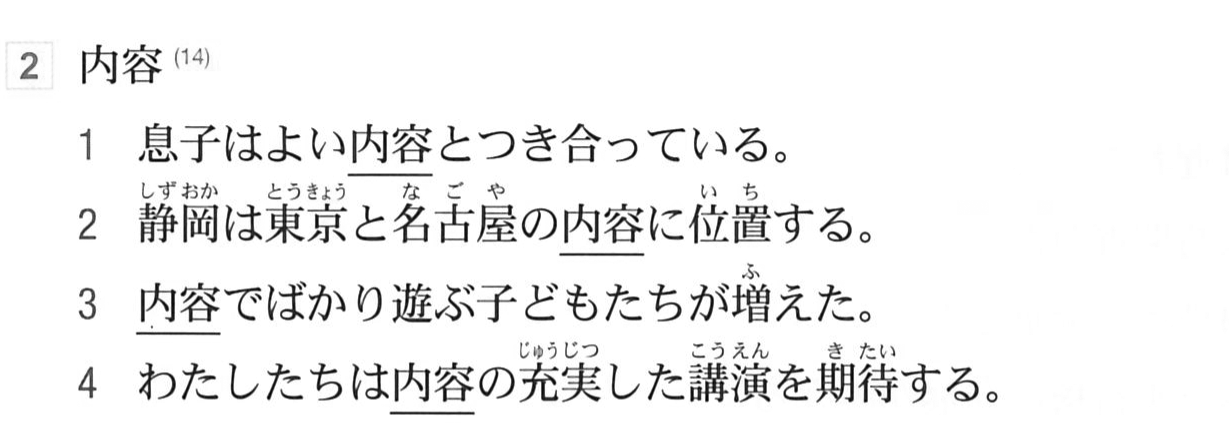 2 内容 (14)
1 息子はよい内容とつき合っている。
しずおか とうきょう なごや いち
2 静岡は東京と名古屋の内容に位置する。
ふ
3 内容でばかり遊ぶ子どもたちが増えた。
じゅうじつ こうえん きたい
4 わたしたちは内容の充実した講演を期待する。